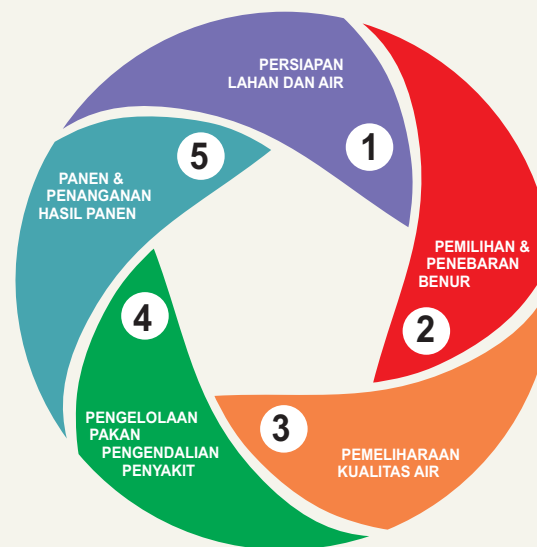 PERSIAPAN
LAHAN DAN AIR
1
PEMILIHAN &
PENEBARAN
BENUR
2
3
PEMELIHARAAN
KUALITAS AIR
4
PENGELOLAAN
PAKAN
PENGENDALIAN
PENYAKIT
5
PANEN &
PENANGANAN
HASIL PANEN